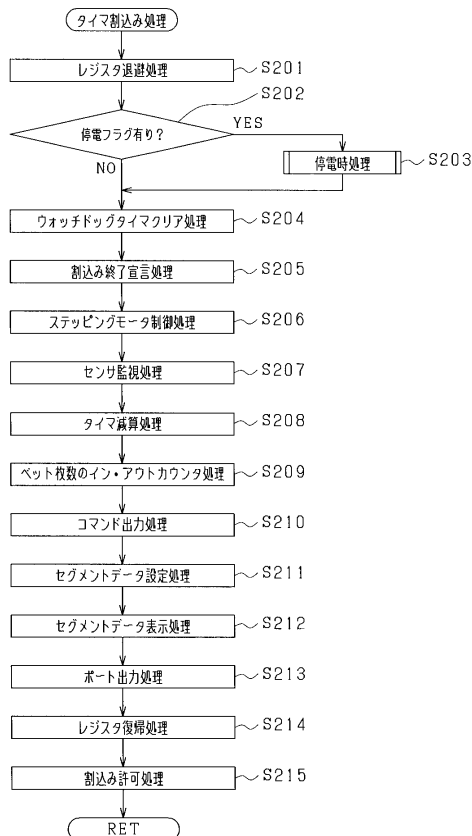 タイマ割込み処理
レジスタ退避処理
S201
S202
停電フラグ有り?
YES
NO
停電時処理
S203
ウォッチドッグタイマクリア処理
S204
割込み終了宣言処理
S205
ステッピングモータ制御処理
S206
センサ監視処理
S207
タイマ減算処理
S208
ベット枚数のイン・アウトカウンタ処理
S209
コマンド出力処理
S210
セグメントデータ設定処理
S211
セグメントデータ表示処理
S212
ポート出力処理
S213
レジスタ復帰処理
S214
割込み許可処理
S215
RET